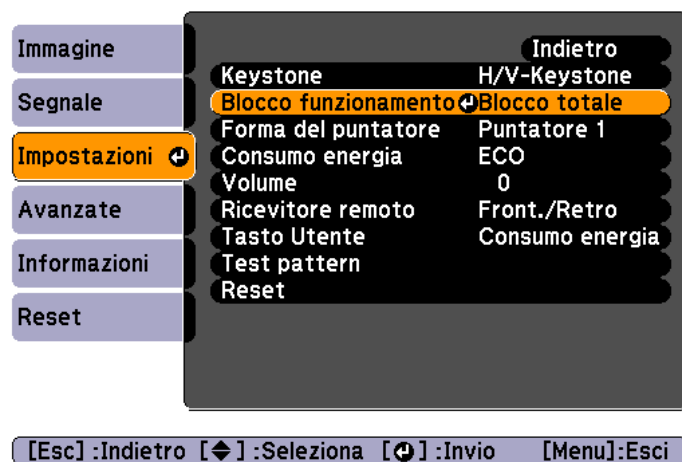 Immagine
Segnale
Impostazioni
Avanzate
Informazioni
Reset
Indietro
Keystone H/V-Keystone
Blocco funzionamento Blocco totale
Forma del puntatore Puntatore 1
Consumo energia ECO
Volume 0
Ricevitore remoto Front./Retro
Tasto Utente Consumo energia
Test pattern
Reset
[Esc] :Indietro [◆] :Seleziona [⏎] :Invio [Menu]:Esci